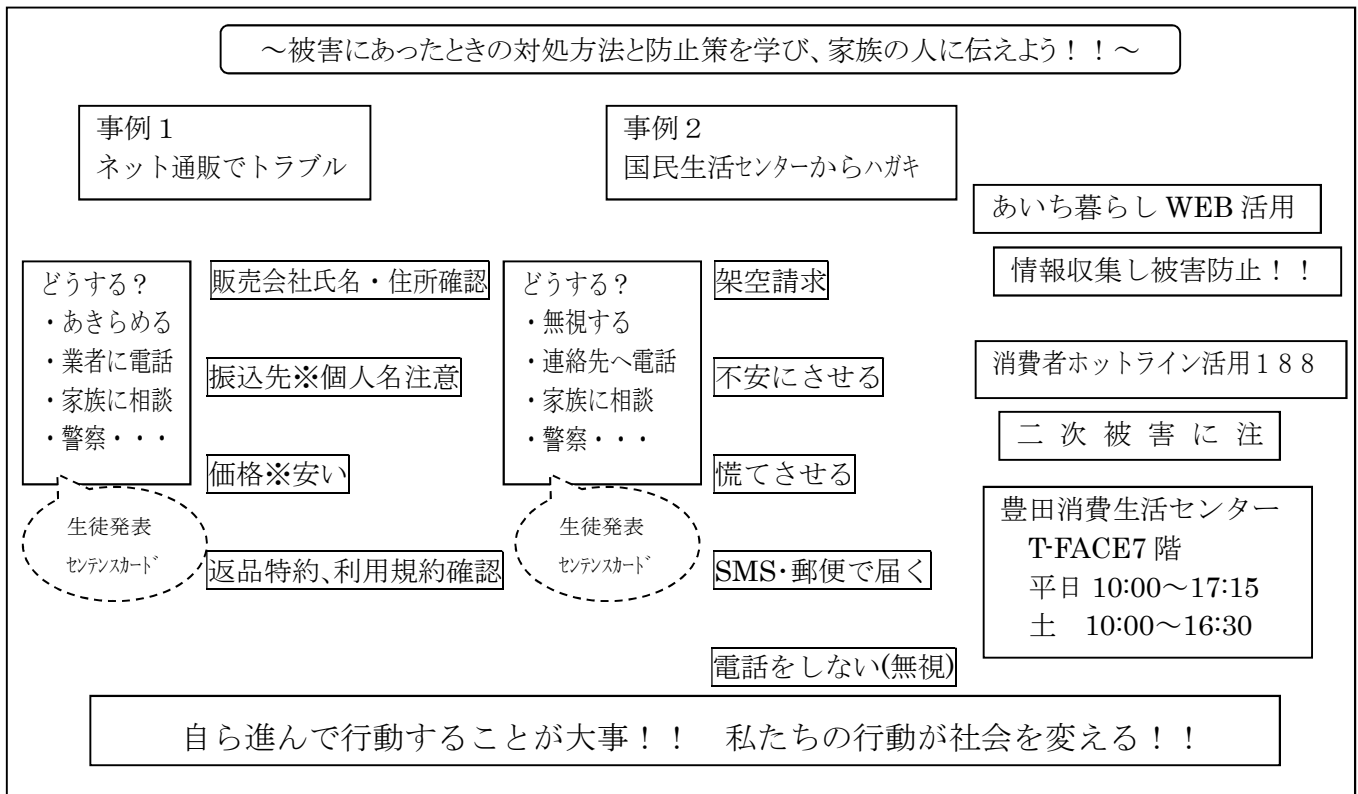 ～被害にあったときの対処方法と防止策を学び、家族の人に伝えよう！！～
事例１
ネット通販でトラブル
事例２
国民生活ｾﾝﾀｰからﾊｶﾞｷ
どうする？
・あきらめる
・業者に電話
・家族に相談
・警察・・・
生徒発表
ｾﾝﾃﾝｽｶｰﾄﾞ
販売会社氏名・住所確認
振込先※個人名注意
価格※安い
返品特約、利用規約確認
どうする？
・無視する
・連絡先へ電話
・家族に相談
・警察・・・
生徒発表
ｾﾝﾃﾝｽｶｰﾄﾞ
架空請求
不安にさせる
慌てさせる
SMS･郵便で届く
電話をしない(無視)
あいち暮らし WEB 活用
情報収集し被害防止！！
消費者ホットライン活用１８８
二次被害に注
豊田消費生活センター
T-FACE7 階
平日 10:00～17:15
土　10:00～16:30
自ら進んで行動することが大事！！　私たちの行動が社会を変える！！